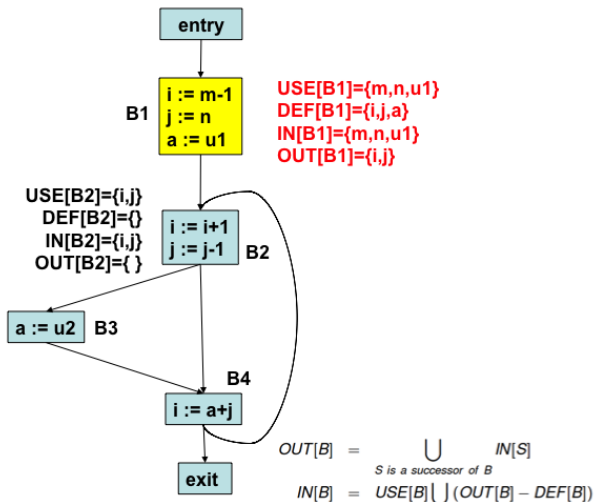 entry
B1
i := m-1
j := n
a := u1
USE[B1]={m,n,u1}
DEF[B1]={i,j,a}
IN[B1]={m,n,u1}
OUT[B1]={i,j}
USE[B2]={i,j}
DEF[B2]={}
IN[B2]={i,j}
OUT[B2]={ }
i := i+1
j := j-1
B2
a := u2
B3
B4
i := a+j
exit
OUT[B] = ⋃ IN[S]
S is a successor of B
IN[B] = USE[B] ⋃ (OUT[B] − DEF[B])